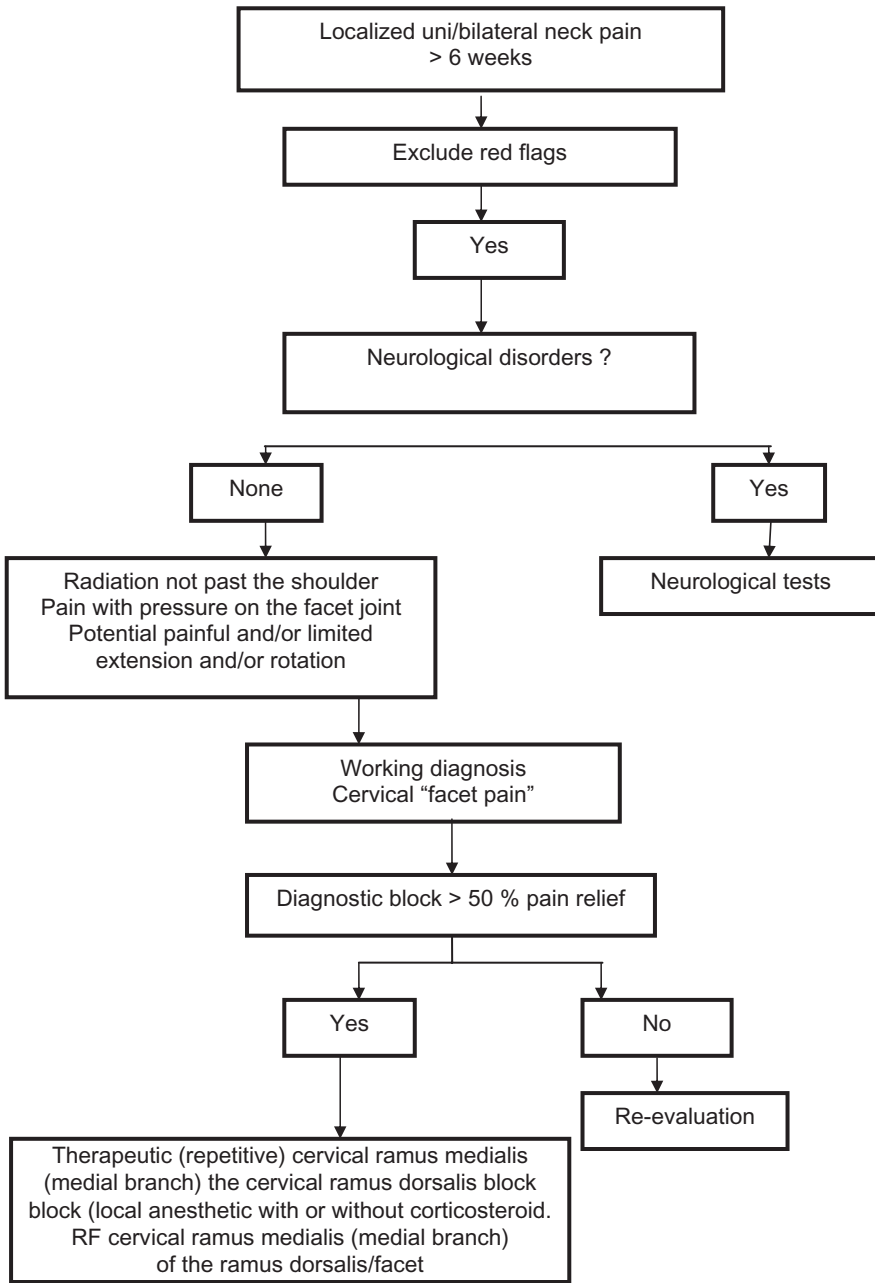 Localized uni/bilateral neck pain
> 6 weeks
Exclude red flags
Yes
Neurological disorders ?
None
Yes
Radiation not past the shoulder
Pain with pressure on the facet joint
Potential painful and/or limited
extension and/or rotation
Neurological tests
Working diagnosis
Cervical “facet pain”
Diagnostic block > 50 % pain relief
Yes
No
Re-evaluation
Therapeutic (repetitive) cervical ramus medialis
(medial branch) the cervical ramus dorsalis block
block (local anesthetic with or without corticosteroid.
RF cervical ramus medialis (medial branch)
of the ramus dorsalis/facet